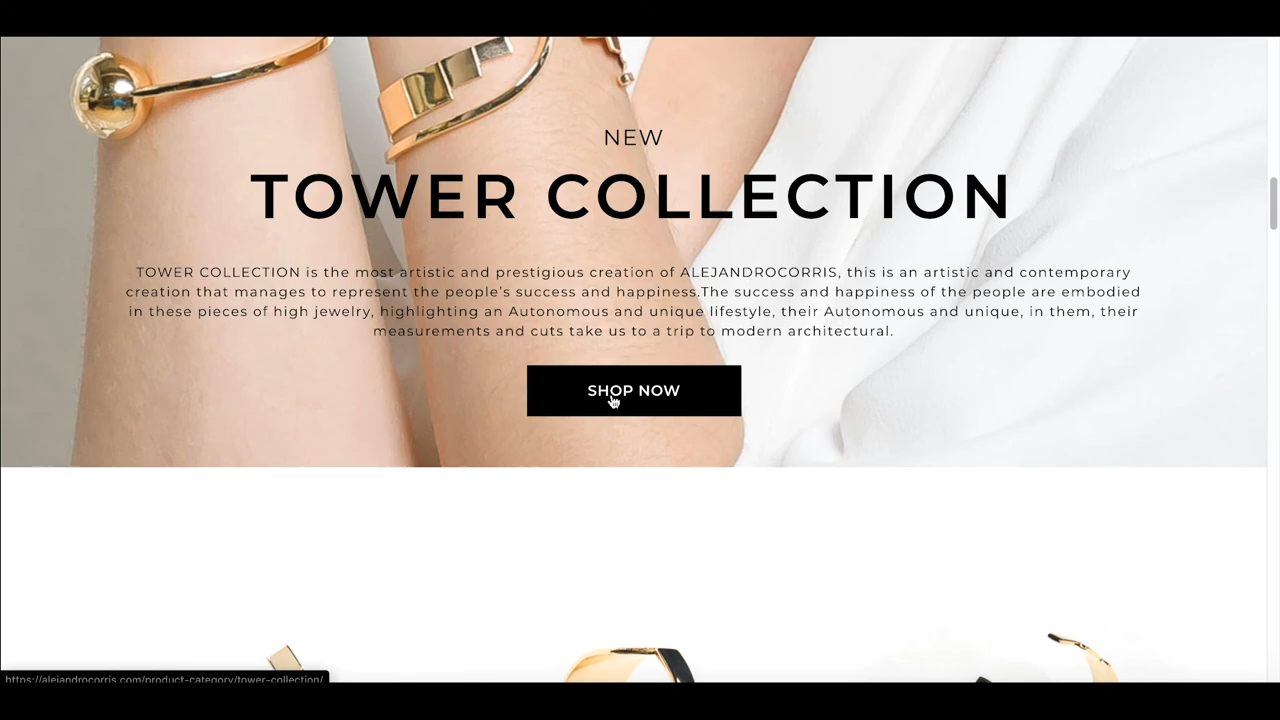 NEW
TOWER COLLECTION
TOWER COLLECTION is the most artistic and prestigious creation of ALEJANDROCORRIS, this is an artistic and contemporary
creation that manages to represent the people's success and happiness.The success and happiness of the people are embodied
in these pieces of high jewelry, highlighting an Autonomous and unique lifestyle, their Autonomous and unique, in them, their
measurements and cuts take us to a trip to modern architectural.
SHOP NOW
https://alejandrocorris.com/product-category/tower-collection/